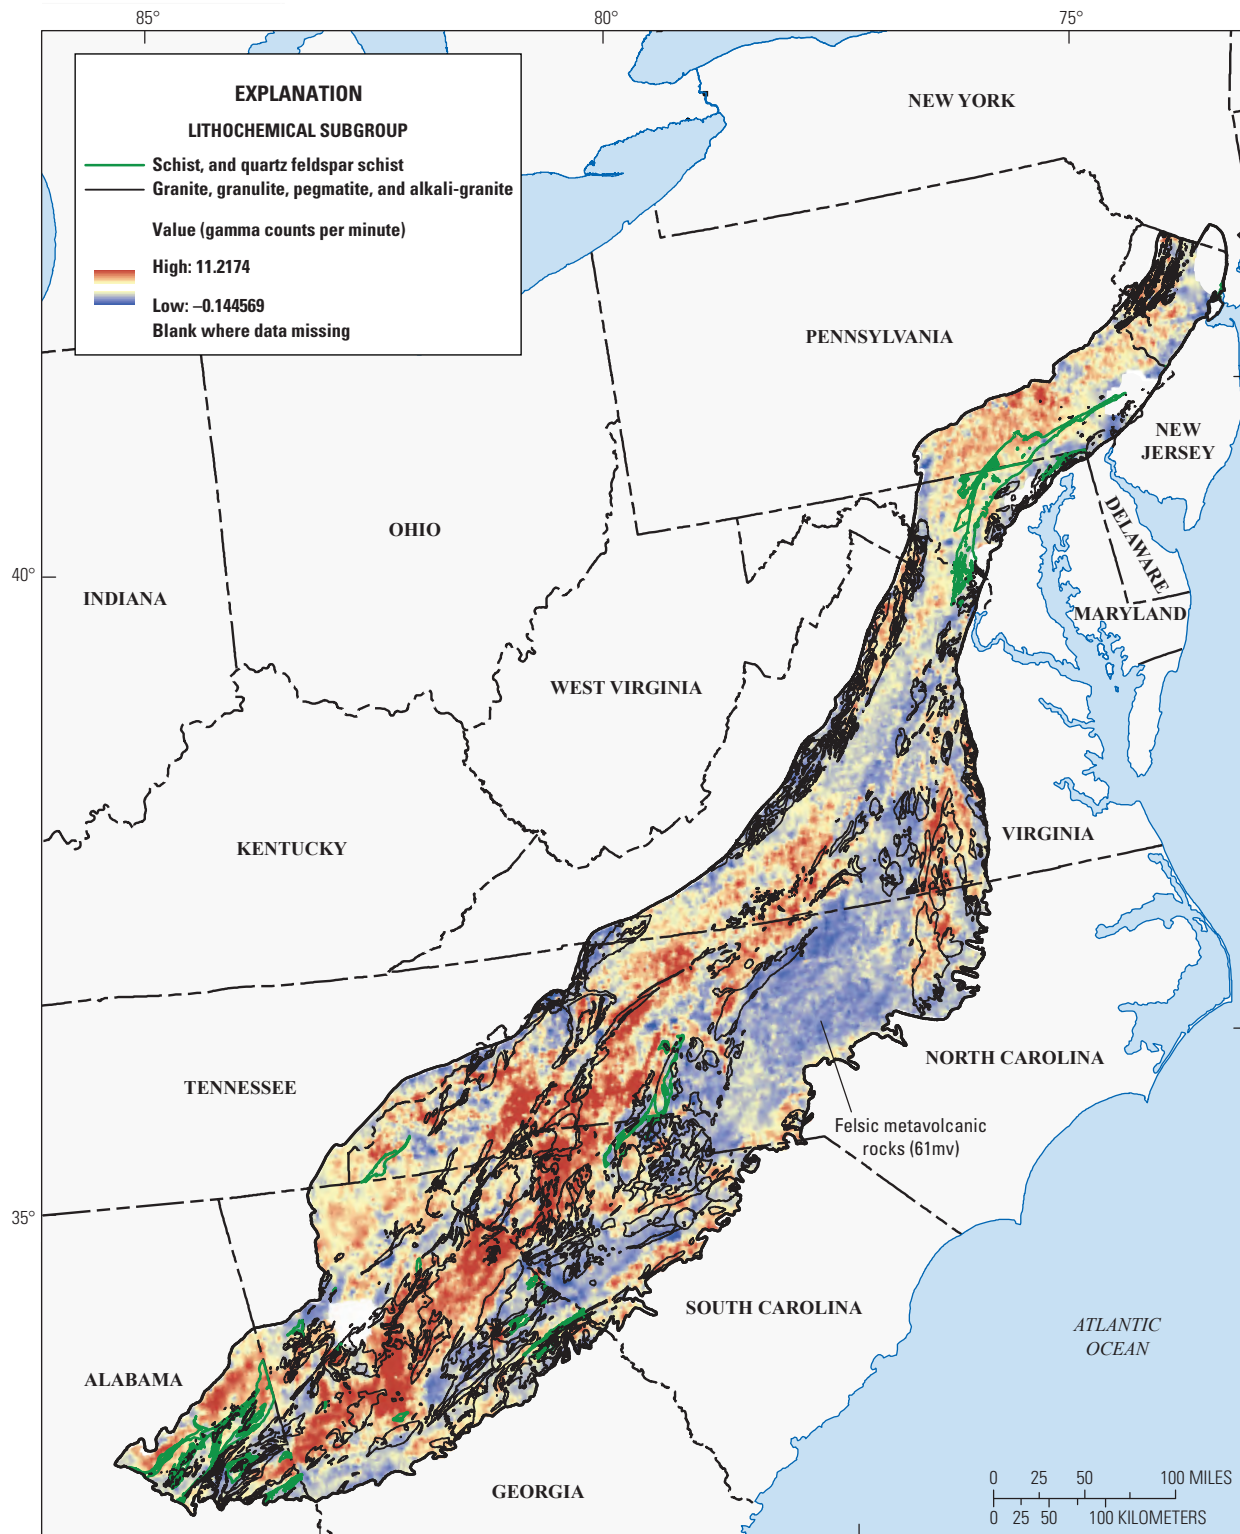 85°
80°
75°
EXPLANATION
LITHOCHEMICAL SUBGROUP
Schist, and quartz feldspar schist
Granite, granulite, pegmatite, and alkali-granite
Value (gamma counts per minute)
High: 11.2174
Low: –0.144569
Blank where data missing
NEW YORK
PENNSYLVANIA
NEW
JERSEY
OHIO
DELAWARE
40°
INDIANA
MARYLAND
WEST VIRGINIA
VIRGINIA
KENTUCKY
NORTH CAROLINA
TENNESSEE
Felsic metavolcanic
rocks (61mv)
35°
SOUTH CAROLINA
ATLANTIC
OCEAN
ALABAMA
GEORGIA
0 25 50 100 MILES
0 25 50 100 KILOMETERS